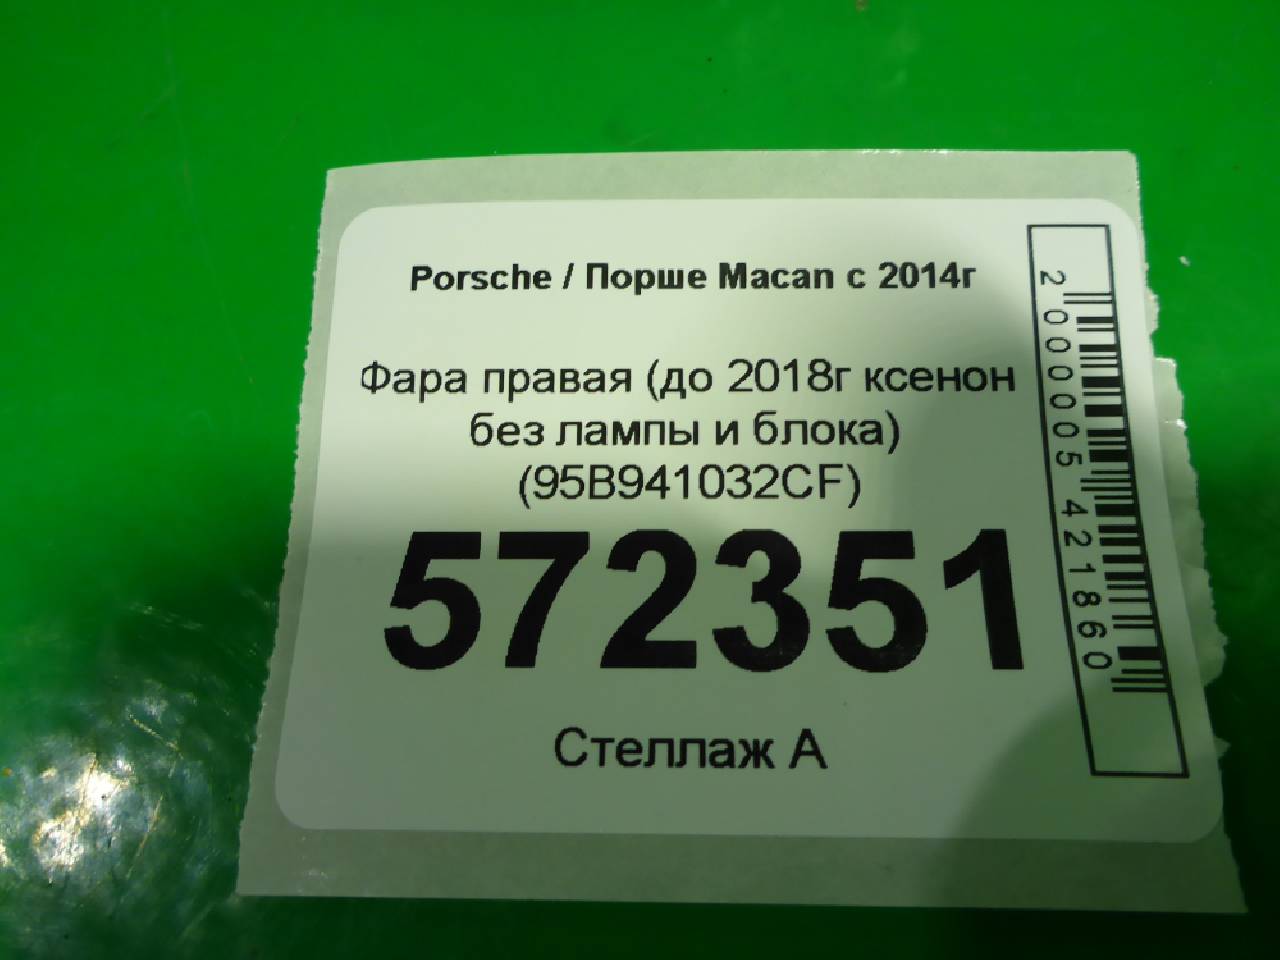 Porsche / Порше Macan с 2014г
Фара правая (до 2018г ксенон
без лампы и блока)
(95B941032CF)
572351
Стеллаж А
2000005421860